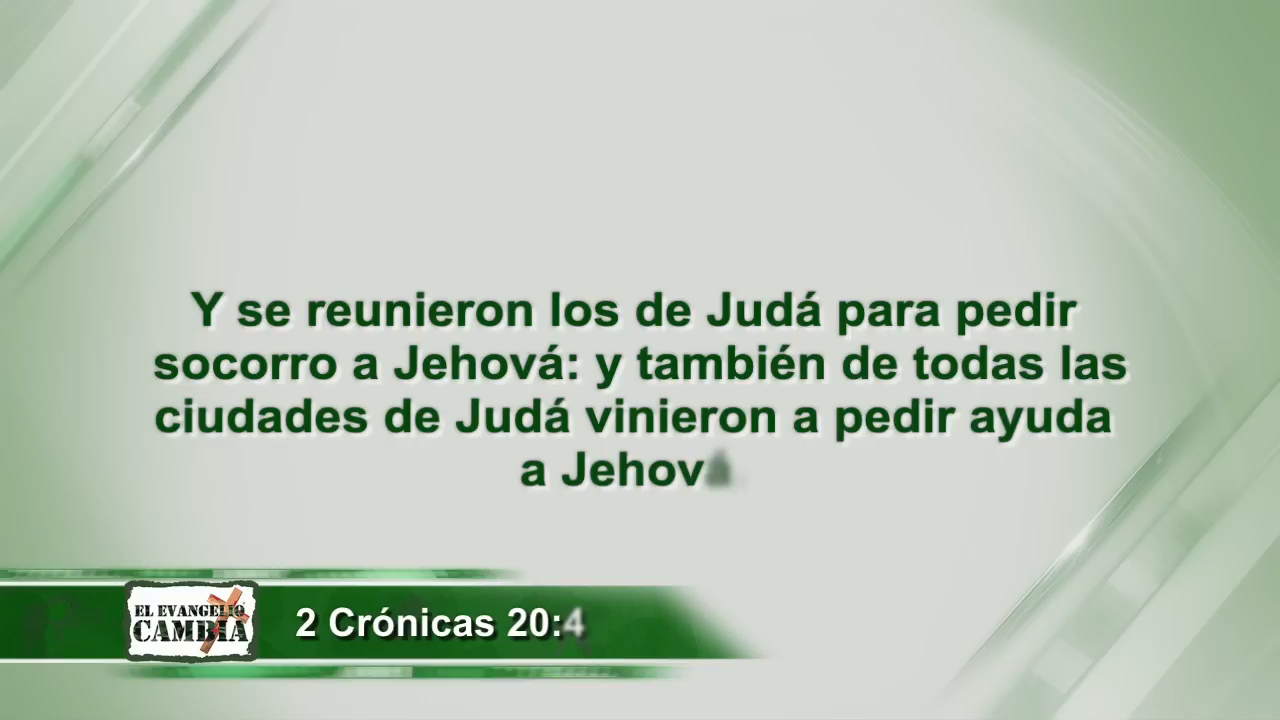 Y se reunieron los de Judá para pedir
socorro a Jehová: y también de todas las
ciudades de Judá vinieron a pedir ayuda
a Jehová.
EL EVANGELIO
CAMBIA
2 Crónicas 20:4